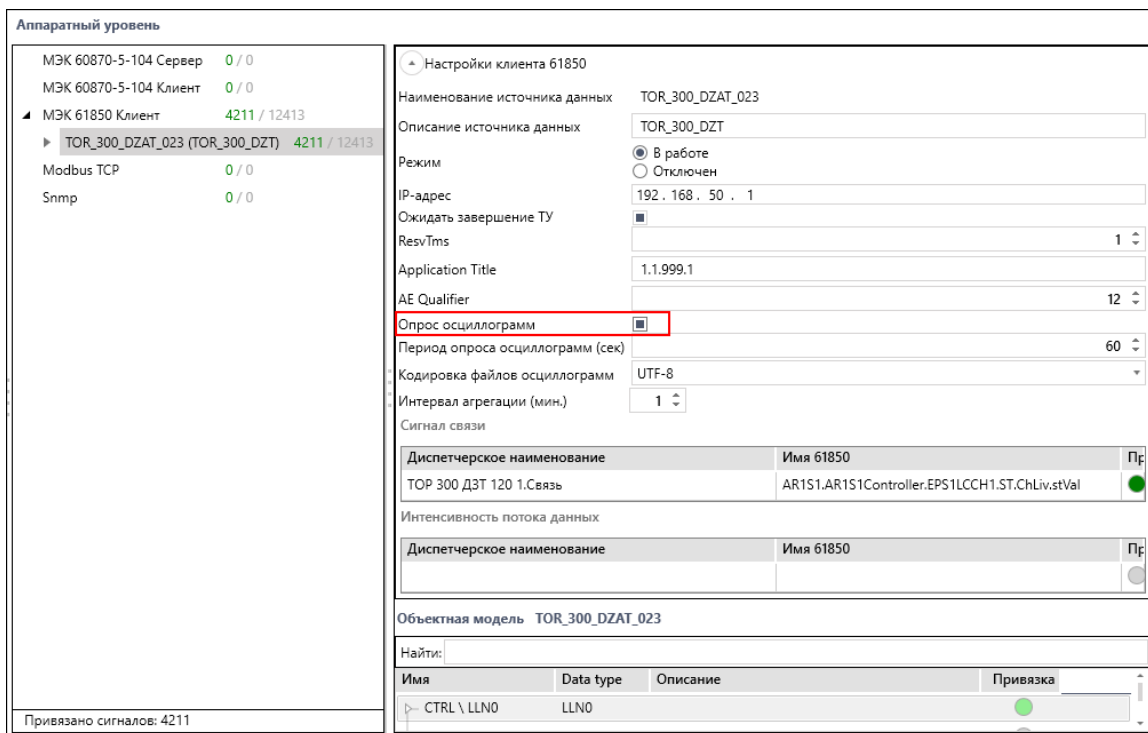 Аппаратный уровень
МЭК 60870-5-104 Сервер 0 / 0
МЭК 60870-5-104 Клиент 0 / 0
МЭК 61850 Клиент 4211 / 12413
TOR_300_DZAT_023 (TOR_300_DZT) 4211 / 12413
Modbus TCP 0 / 0
Snmp 0 / 0
Привязано сигналов: 4211
Настройки клиента 61850
Наименование источника данных TOR_300_DZAT_023
Описание источника данных TOR_300_DZT
Режим
В работе
Отключен
IP-адрес 192 . 168 . 50 . 1
Ожидать завершение ТУ
ResvTms 1
Application Title 1.1.999.1
AE Qualifier 12
Опрос осциллограмм
Период опроса осциллограмм (сек) 60
Кодировка файлов осциллограмм UTF-8
Интервал агрегации (мин.) 1
Сигнал связи
Диспетчерское наименование Имя 61850 Пр
ТОР 300 ДЗТ 120 1.Связь AR1S1.AR1S1Controller.EPS1LCCH1.ST.ChLiv.stVal
Интенсивность потока данных
Диспетчерское наименование Имя 61850 Пр
Объектная модель TOR_300_DZAT_023
Найти:
Имя Data type Описание Привязка
CTRL \ LLN0 LLN0